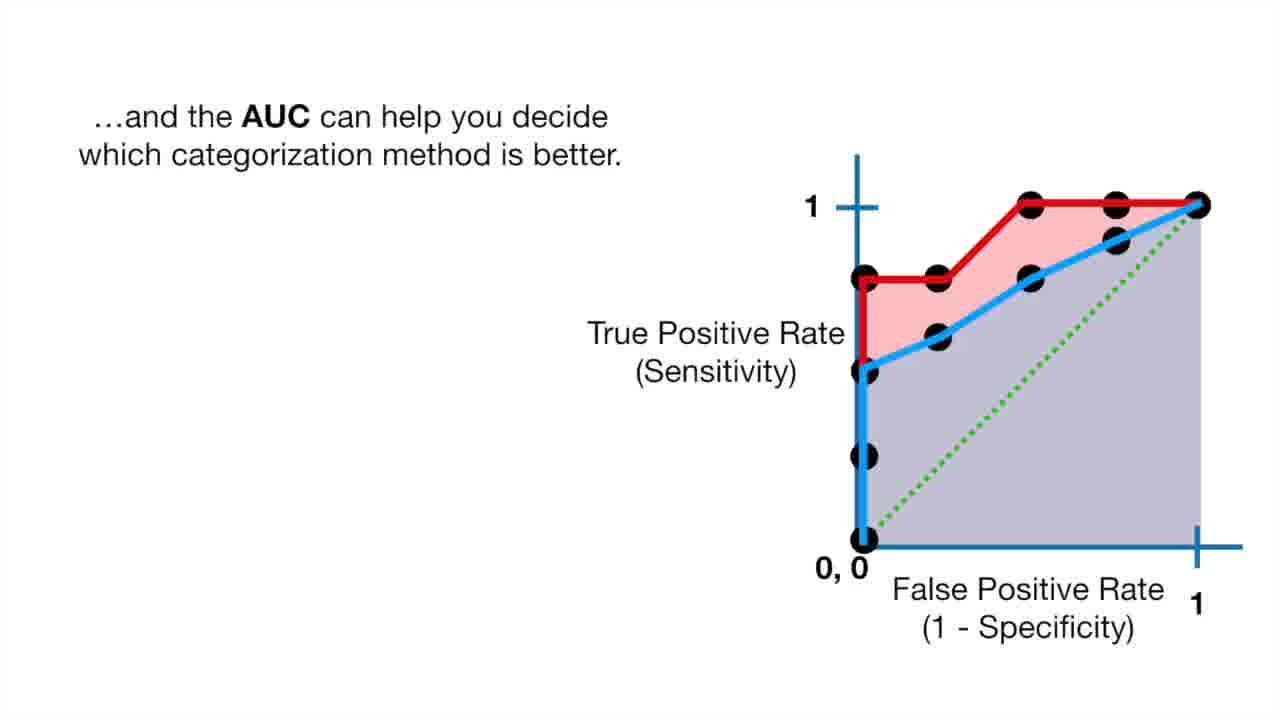 …and the AUC can help you decide
which categorization method is better.
1
True Positive Rate
(Sensitivity)
0, 0
False Positive Rate
(1 - Specificity)
1